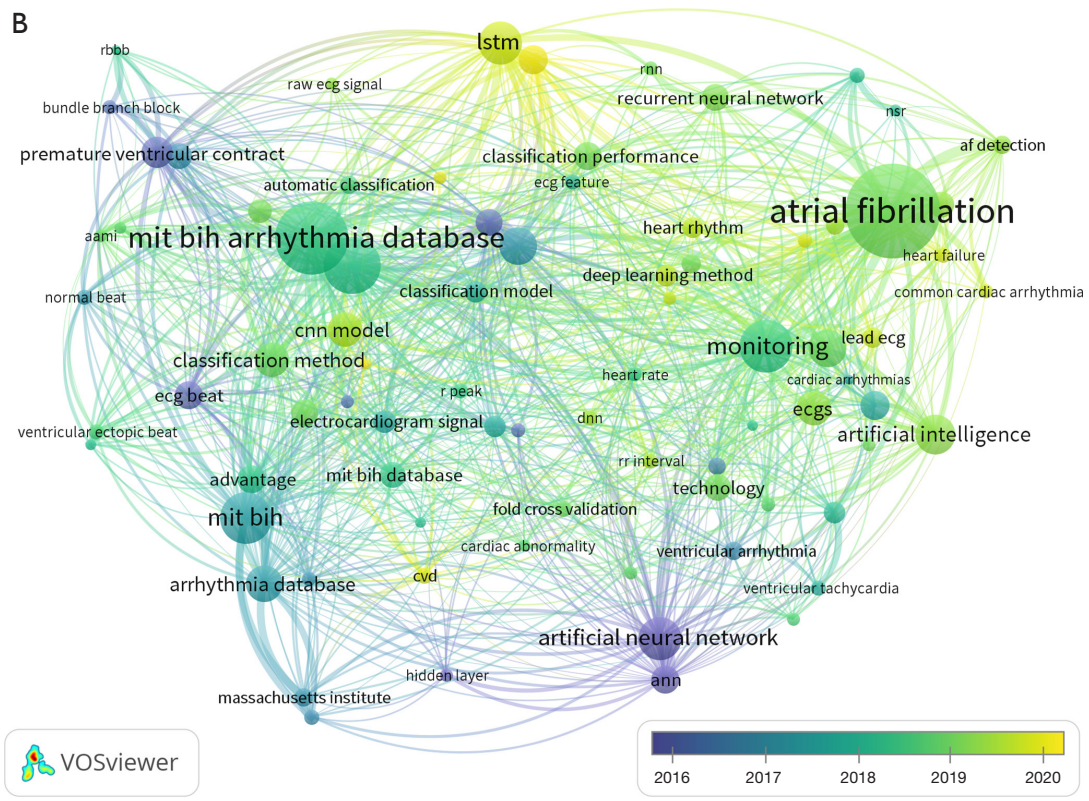 B
lstm
rbbb
rnn
raw ecg signal
recurrent neural network
bundle branch block
nsr
af detection
premature ventricular contract
classification performance
automatic classification
ecg feature
atrial fibrillation
heart rhythm
aami
mit bih arrhythmia database
heart failure
deep learning method
classification model
common cardiac arrhythmia
normal beat
cnn model
lead ecg
monitoring
classification method
heart rate
cardiac arrhythmias
r peak
ecg beat
ecgs
dnn
electrocardiogram signal
ventricular ectopic beat
artificial intelligence
rr interval
mit bih database
advantage
technology
fold cross validation
mit bih
cardiac abnormality
ventricular arrhythmia
cvd
arrhythmia database
ventricular tachycardia
artificial neural network
hidden layer
ann
massachusetts institute
VOSviewer
2016 2017 2018 2019 2020